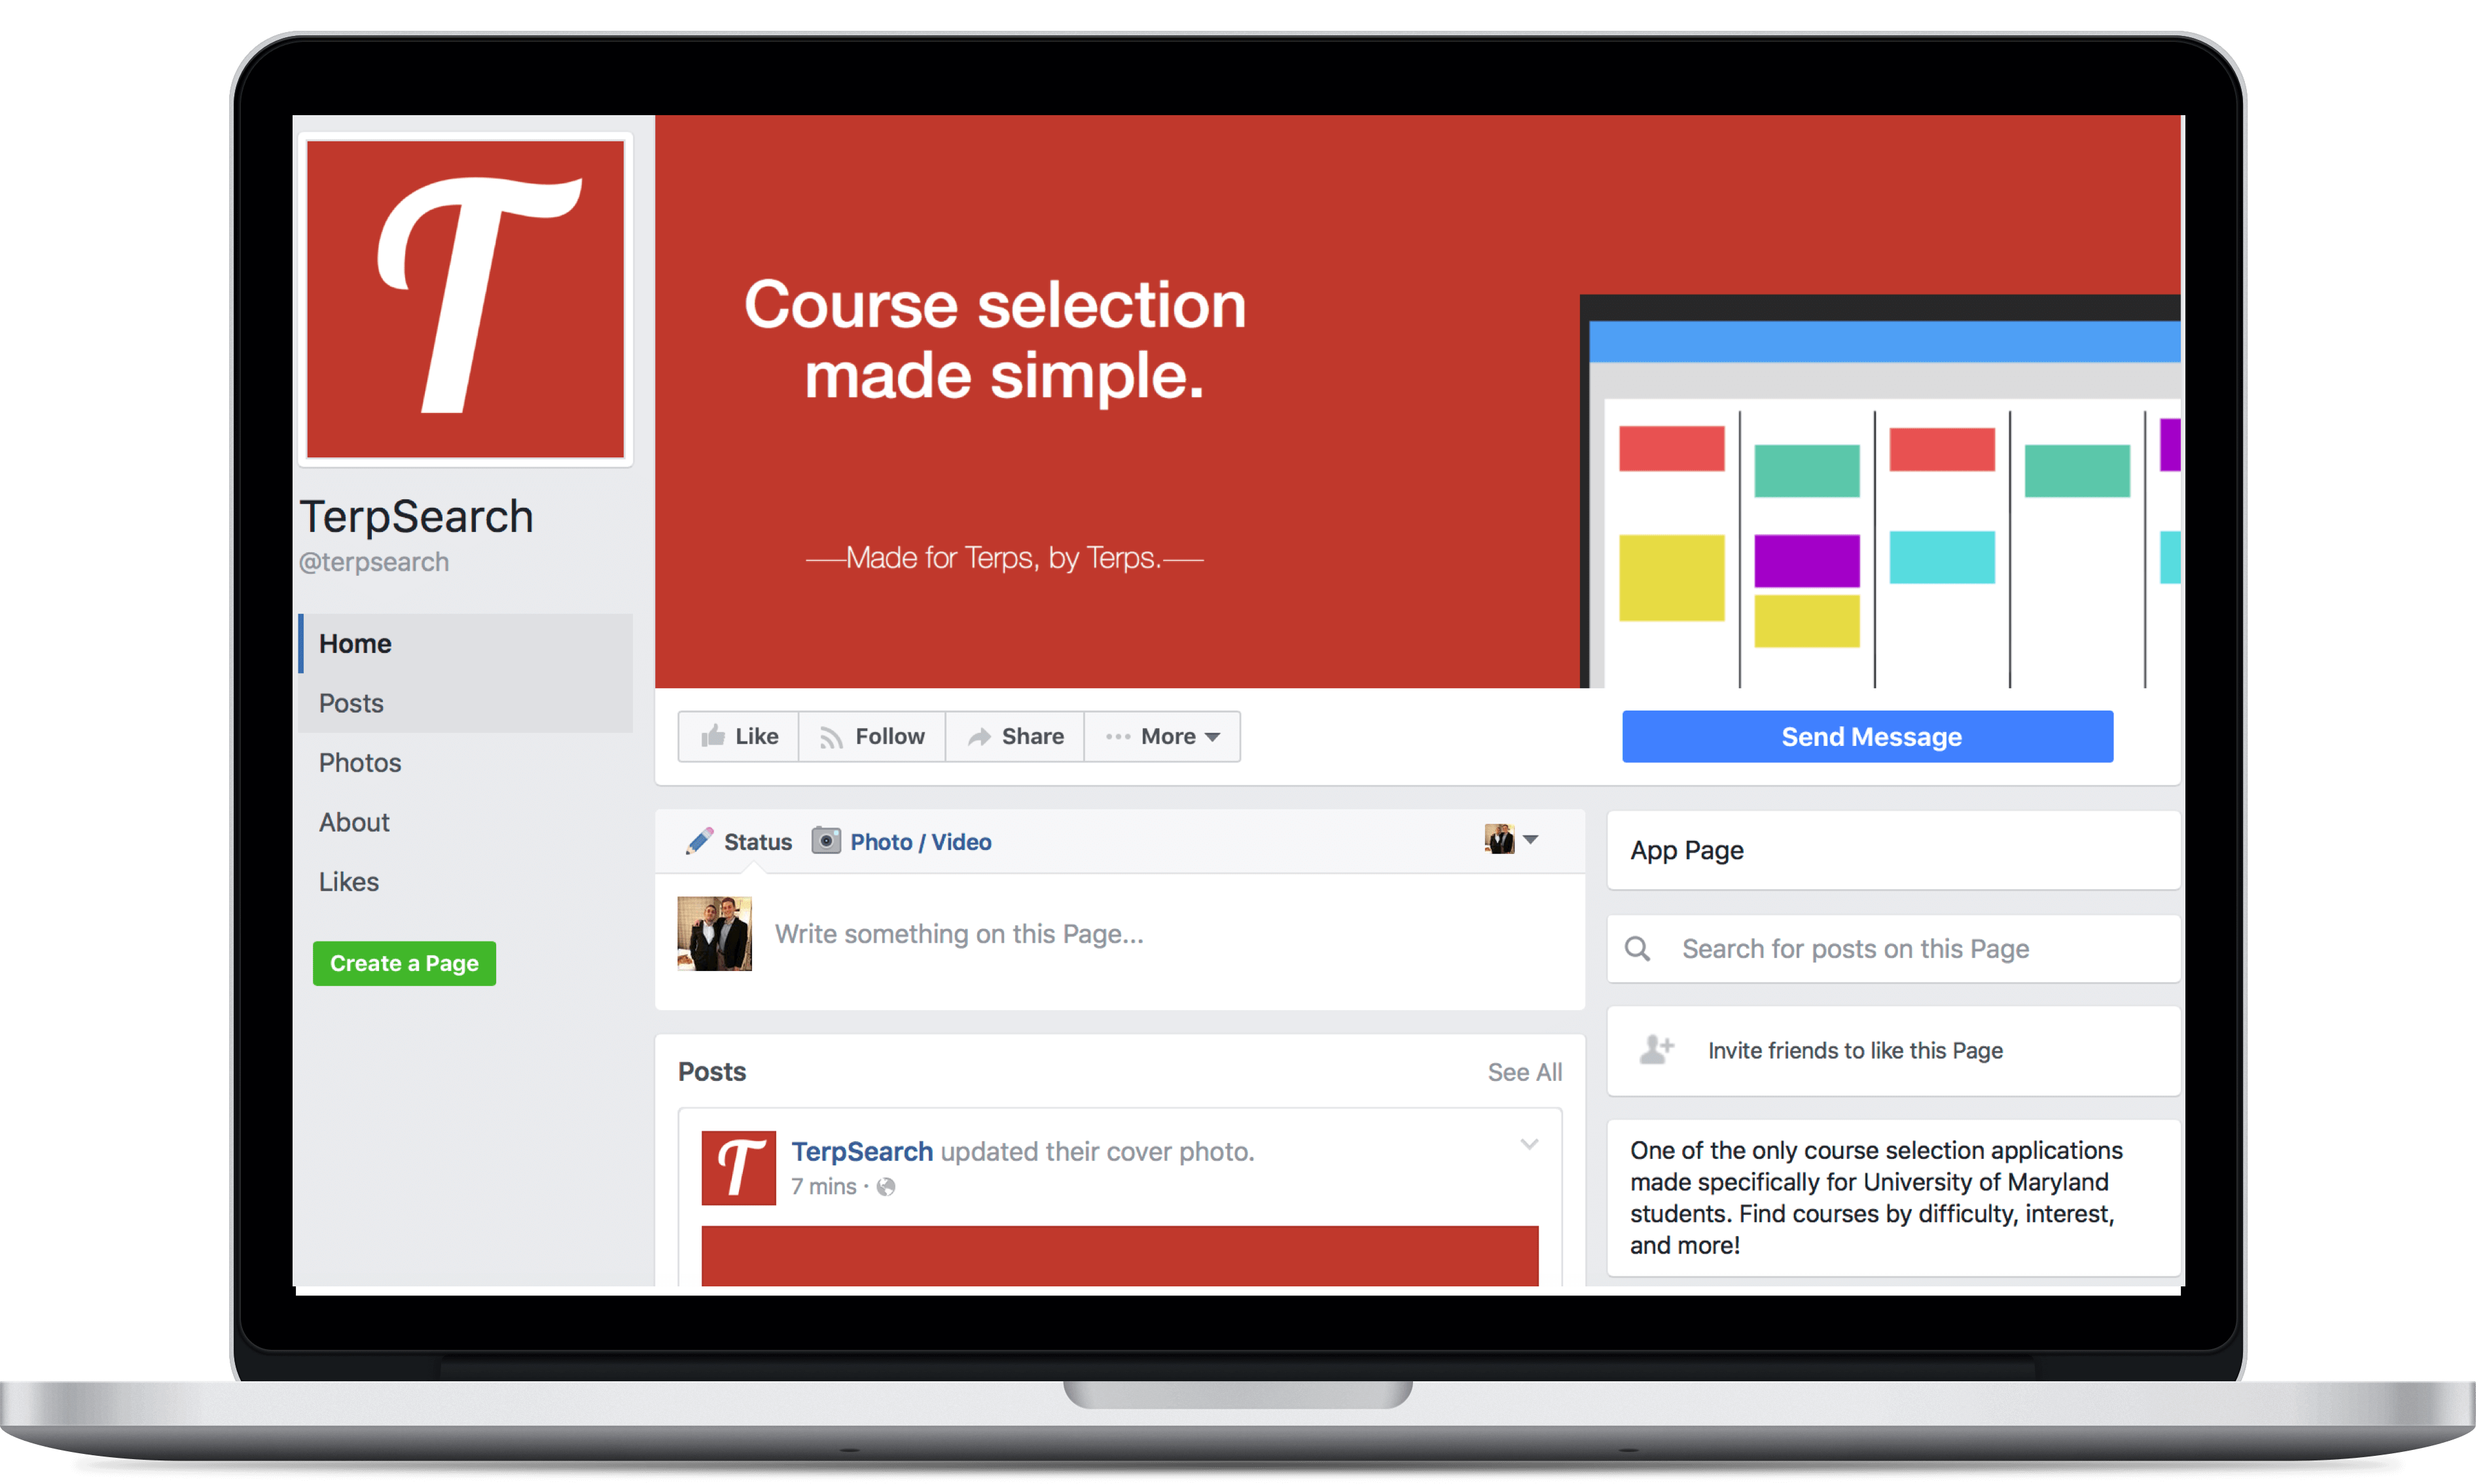 T
TerpSearch
@terpsearch
Home
Posts
Photos
About
Likes
Create a Page
Course selection
made simple.
—Made for Terps, by Terps.—
Like Follow Share ··· More
Send Message
Status Photo / Video
Write something on this Page...
Posts See All
T
TerpSearch updated their cover photo.
7 mins ·
App Page
Search for posts on this Page
Invite friends to like this Page
One of the only course selection applications
made specifically for University of Maryland
students. Find courses by difficulty, interest,
and more!